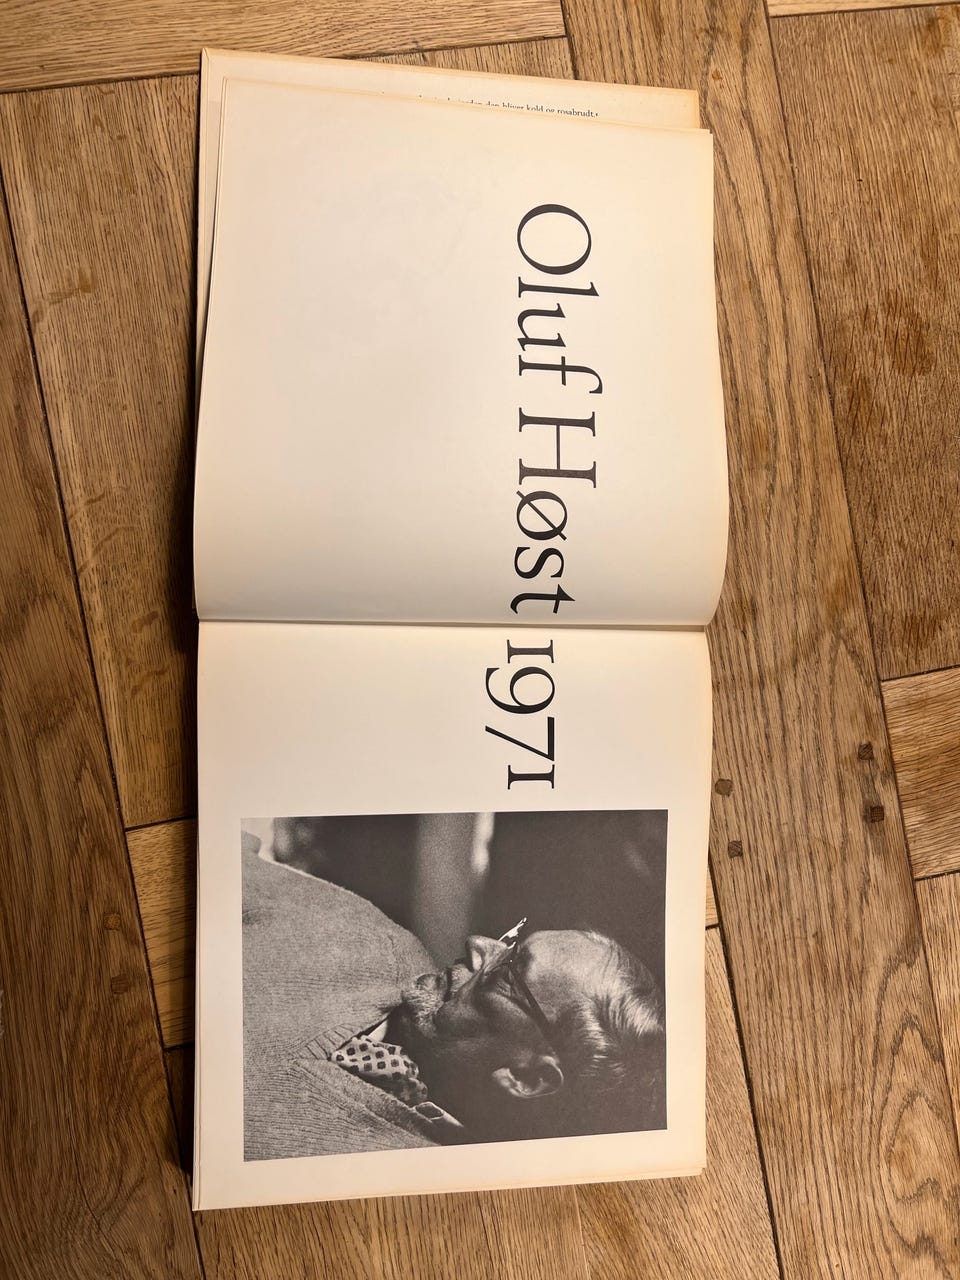 den bliver kold og rosabrudt.
Oluf Høst 1971